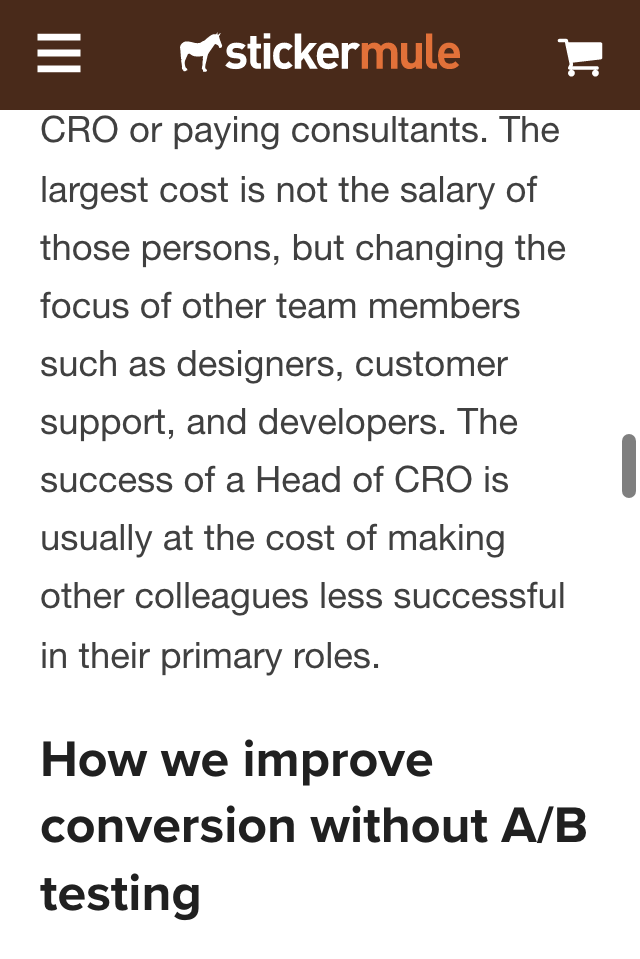 stickermule
CRO or paying consultants. The
largest cost is not the salary of
those persons, but changing the
focus of other team members
such as designers, customer
support, and developers. The
success of a Head of CRO is
usually at the cost of making
other colleagues less successful
in their primary roles.
How we improve
conversion without A/B
testing